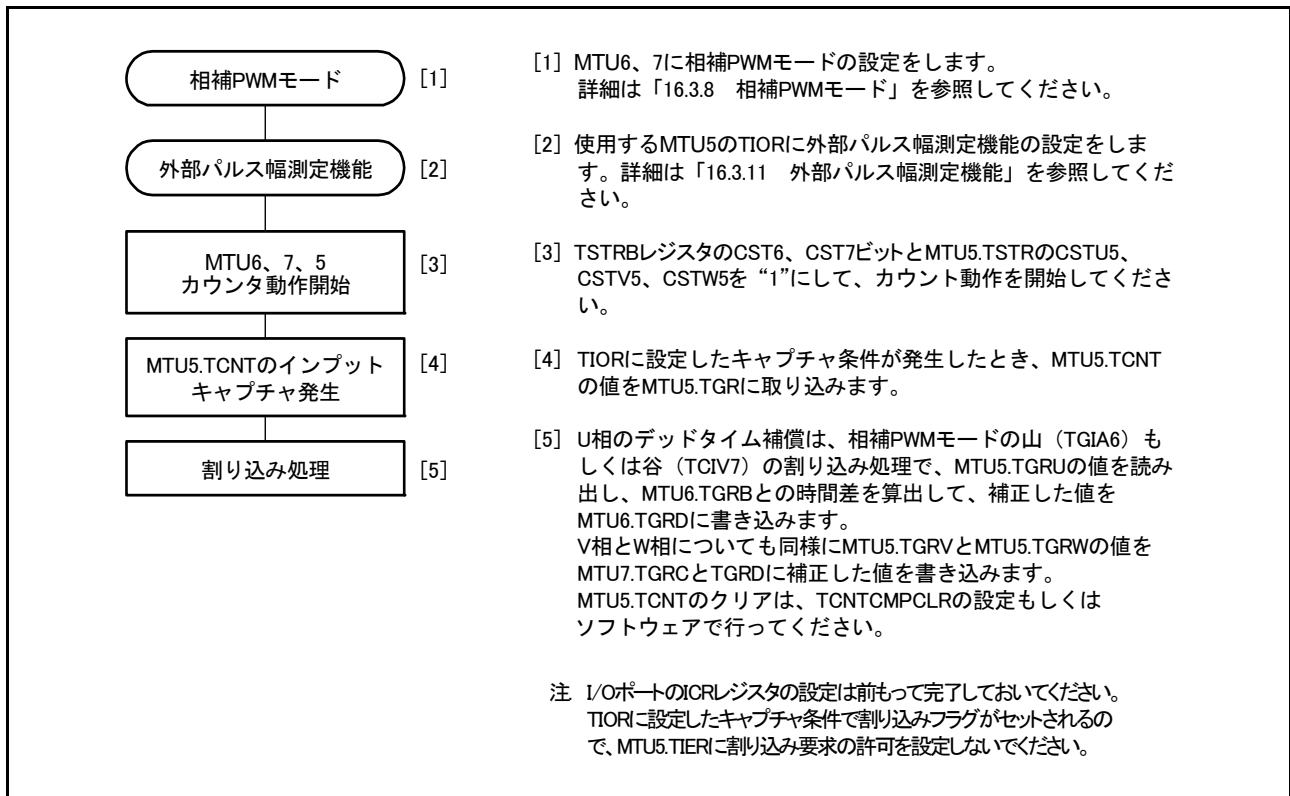 相補PWMモード [1]
外部パルス幅測定機能 [2]
MTU6、7、5
カウンタ動作開始 [3]
MTU5.TCNTのインプット
キャプチャ発生 [4]
割り込み処理 [5]
[1] MTU6、7に相補PWMモードの設定をします。
詳細は「16.3.8 相補PWMモード」を参照してください。
[2] 使用するMTU5のTIORに外部パルス幅測定機能の設定をしま
す。詳細は「16.3.11 外部パルス幅測定機能」を参照してくだ
さい。
[3] TSTRBレジスタのCST6、CST7ビットとMTU5.TSTRのCSTU5、
CSTV5、CSTW5を “1”にして、カウント動作を開始してくださ
い。
[4] TIORに設定したキャプチャ条件が発生したとき、MTU5.TCNT
の値をMTU5.TGRに取り込みます。
[5] U相のデッドタイム補償は、相補PWMモードの山（TGIA6）も
しくは谷（TCIV7）の割り込み処理で、MTU5.TGRUの値を読み
出し、MTU6.TGRBとの時間差を算出して、補正した値を
MTU6.TGRDに書き込みます。
V相とW相についても同様にMTU5.TGRVとMTU5.TGRWの値を
MTU7.TGRCとTGRDに補正した値を書き込みます。
MTU5.TCNTのクリアは、TCNTCMPCLRの設定もしくは
ソフトウェアで行ってください。
注. I/OポートのICRレジスタの設定は前もって完了しておいてください。
TIORに設定したキャプチャ条件で割り込みフラグがセットされるの
で、MTU5.TIERに割り込み要求の許可を設定しないでください。